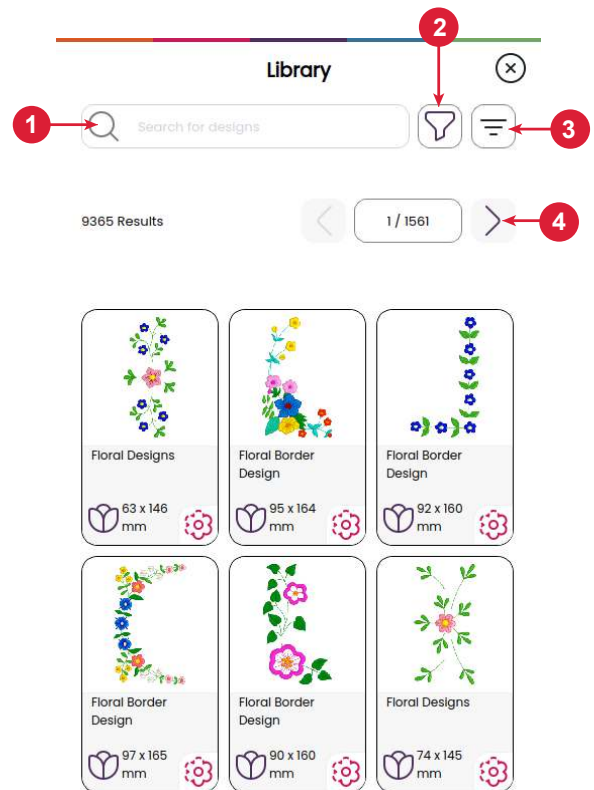 2
Library
1
Search for designs
3
9365 Results
1 / 1561
4
Floral Designs
63 x 146
mm
Floral Border
Design
95 x 164
mm
Floral Border
Design
92 x 160
mm
Floral Border
Design
97 x 165
mm
Floral Border
Design
90 x 160
mm
Floral Designs
74 x 145
mm